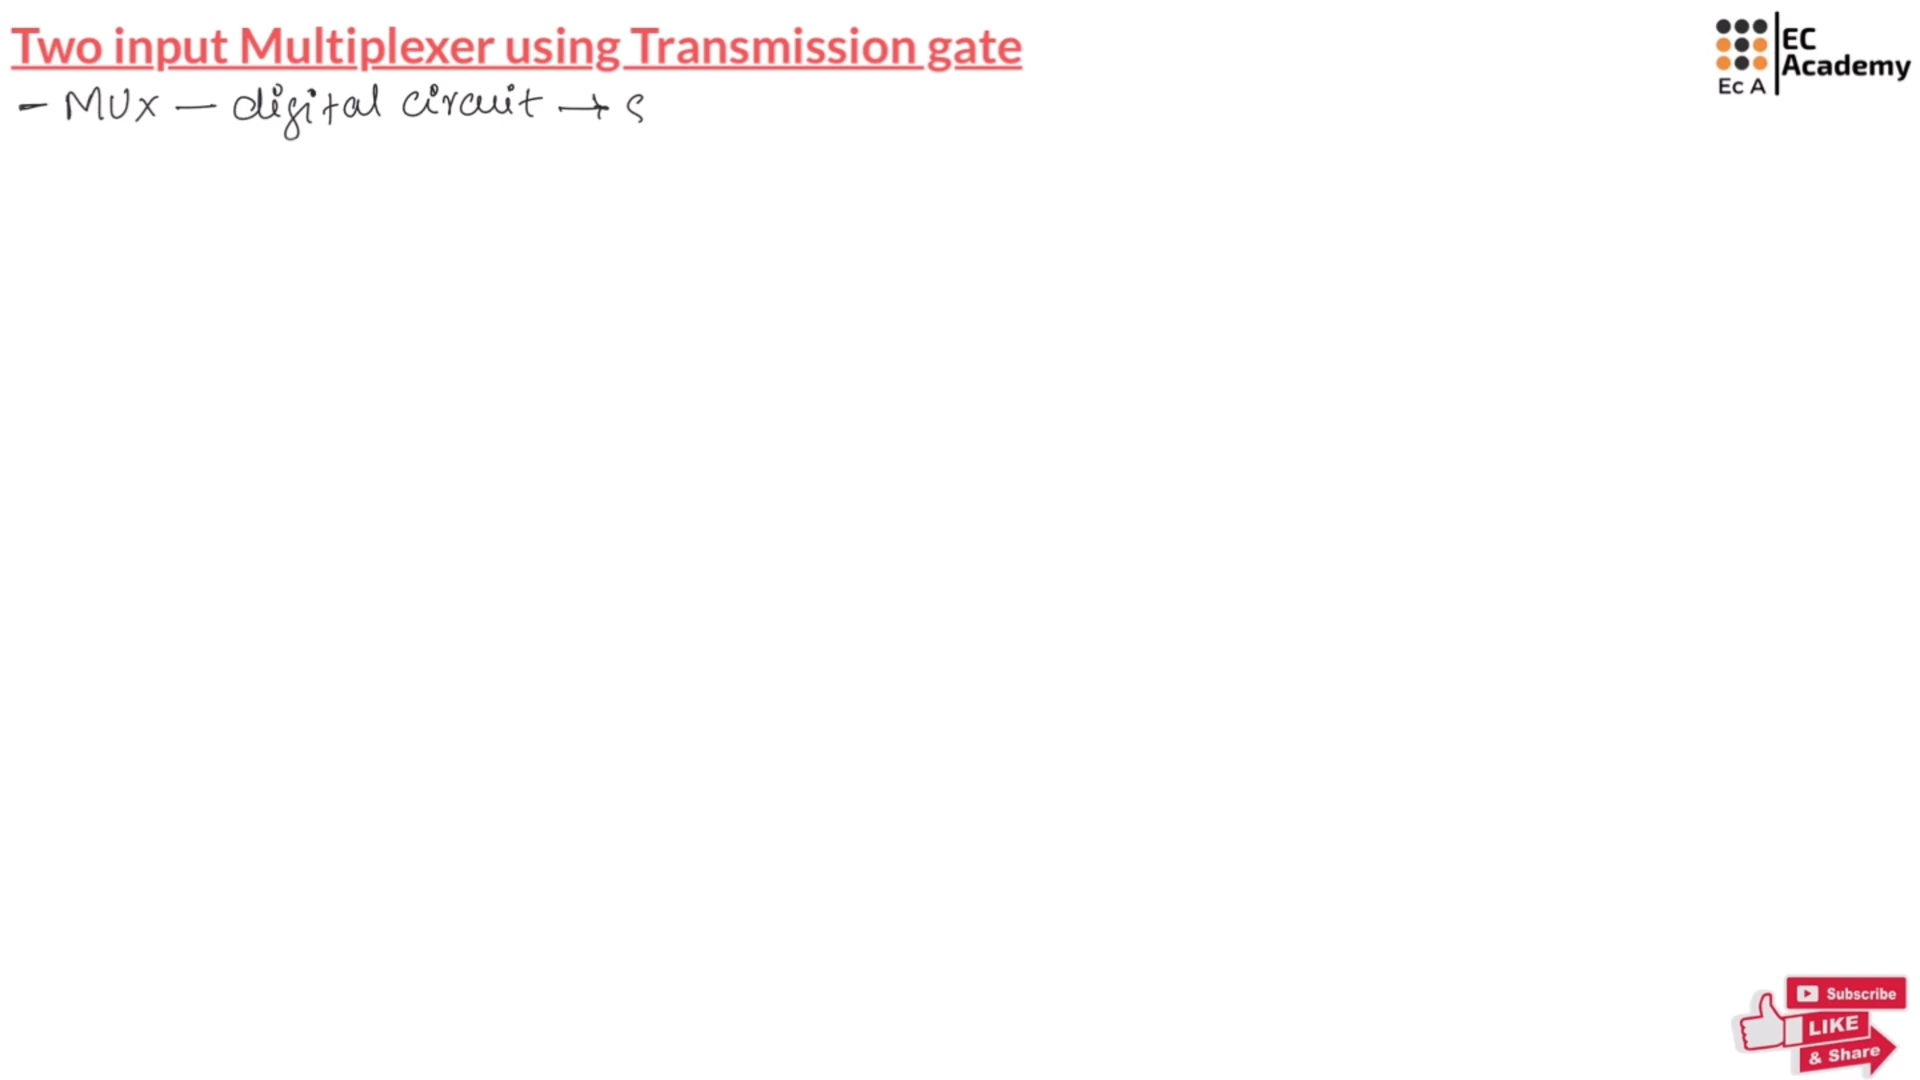 Two input Multiplexer using Transmission gate
EC
Academy
Ec A
- MUX - digital circuit → s
Subscribe
LIKE
& Share